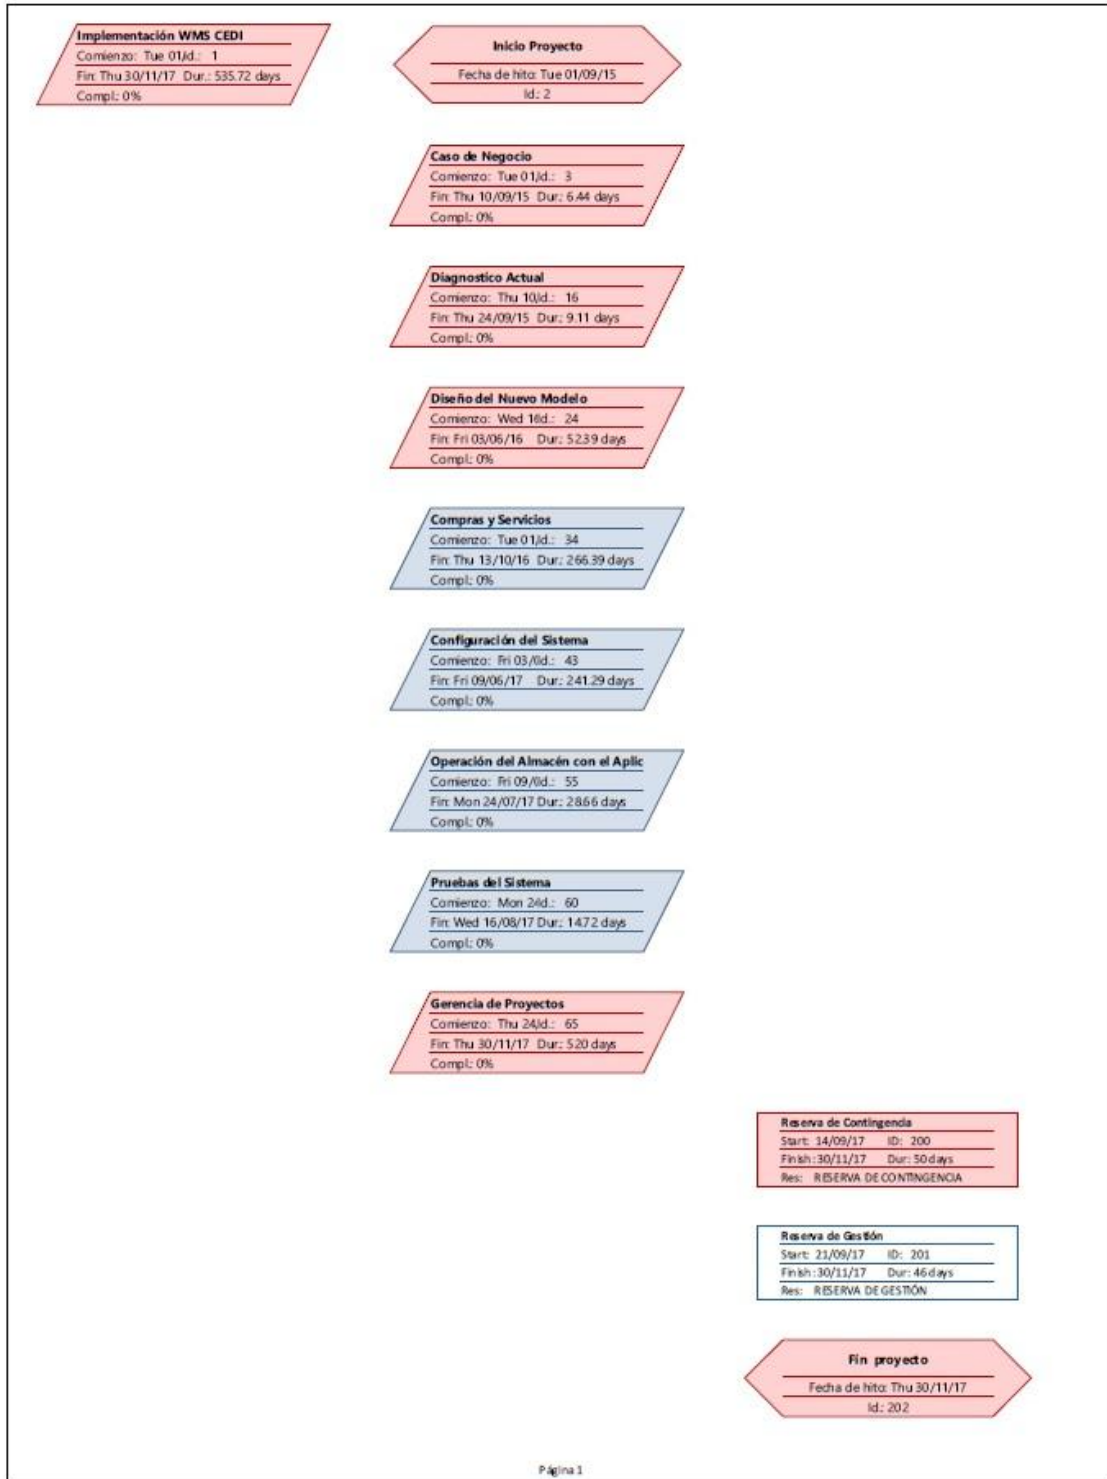 Implementación WMS CEDI
Comienzo: Tue 01/Id.: 1
Fin: Thu 30/11/17 Dur.: 535.72 days
Compl.: 0%
Inicio Proyecto
Fecha de hito: Tue 01/09/15
Id.: 2
Caso de Negocio
Comienzo: Tue 01/Id.: 3
Fin: Thu 10/09/15 Dur.: 6.44 days
Compl.: 0%
Diagnostico Actual
Comienzo: Thu 10/Id.: 16
Fin: Thu 24/09/15 Dur.: 9.11 days
Compl.: 0%
Diseño del Nuevo Modelo
Comienzo: Wed 16Id.: 24
Fin: Fri 03/06/16 Dur.: 52.39 days
Compl.: 0%
Compras y Servicios
Comienzo: Tue 01/Id.: 34
Fin: Thu 13/10/16 Dur.: 266.39 days
Compl.: 0%
Configuración del Sistema
Comienzo: Fri 03/0Id.: 43
Fin: Fri 09/06/17 Dur.: 241.29 days
Compl.: 0%
Operación del Almacén con el Aplic
Comienzo: Fri 09/0Id.: 55
Fin: Mon 24/07/17 Dur.: 28.66 days
Compl.: 0%
Pruebas del Sistema
Comienzo: Mon 24Id.: 60
Fin: Wed 16/08/17 Dur.: 14.72 days
Compl.: 0%
Gerencia de Proyectos
Comienzo: Thu 24/Id.: 65
Fin: Thu 30/11/17 Dur.: 520 days
Compl.: 0%
Reserva de Contingencia
Start: 14/09/17 ID: 200
Finish: 30/11/17 Dur: 50 days
Res: RESERVA DE CONTINGENCIA
Reserva de Gestión
Start: 21/09/17 ID: 201
Finish: 30/11/17 Dur: 46 days
Res: RESERVA DE GESTIÓN
Fin proyecto
Fecha de hito: Thu 30/11/17
Id.: 202
Página 1